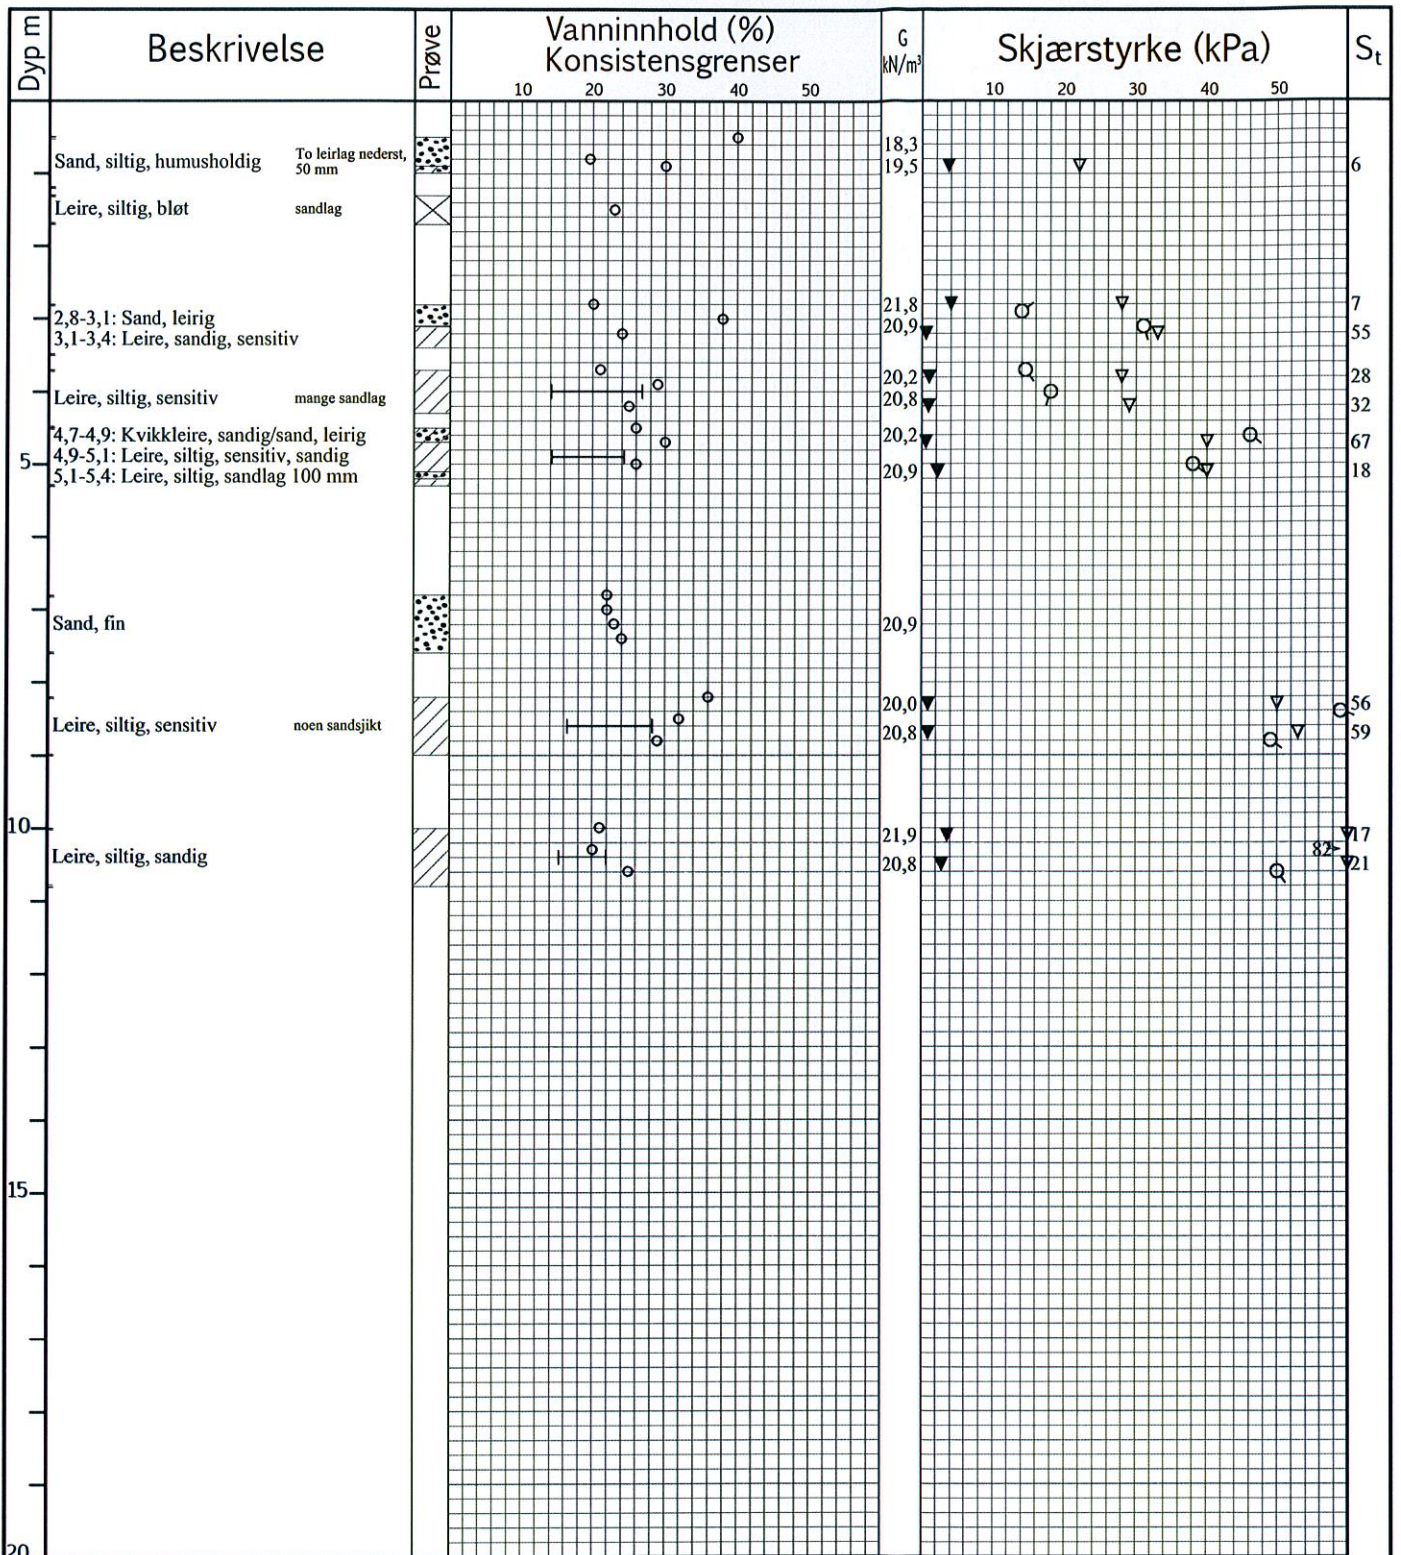 Dyp m
Beskrivelse
Prøve
Vanninnhold (%)
Konsistensgrenser
10 20 30 40 50
G
kN/m³
Skjærstyrke (kPa)
10 20 30 40 50
St
Sand, siltig, humusholdig
To leirlag nederst,
50 mm
18,3
19,5
6
Leire, siltig, bløt
sandlag
2,8-3,1: Sand, leirig
21,8
7
3,1-3,4: Leire, sandig, sensitiv
20,9
55
Leire, siltig, sensitiv
mange sandlag
20,2
28
20,8
32
4,7-4,9: Kvikkleire, sandig/sand, leirig
20,2
67
4,9-5,1: Leire, siltig, sensitiv, sandig
5
5,1-5,4: Leire, siltig, sandlag 100 mm
20,9
18
Sand, fin
20,9
Leire, siltig, sensitiv
noen sandsjikt
20,0
56
20,8
59
10
Leire, siltig, sandig
21,9
17
82
20,8
21
15
20